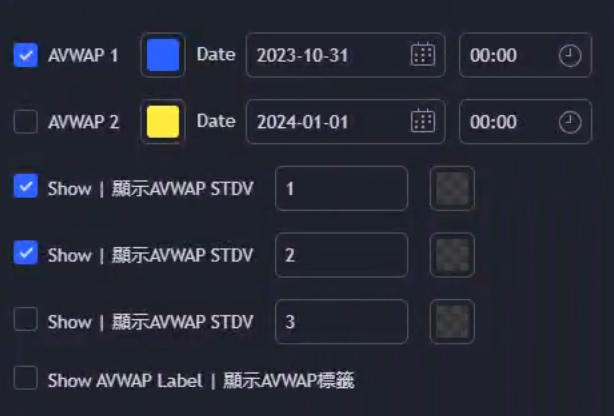 AVWAP 1 Date 2023-10-31 00:00
AVWAP 2 Date 2024-01-01 00:00
Show | 顯示AVWAP STDV 1
Show | 顯示AVWAP STDV 2
Show | 顯示AVWAP STDV 3
Show AVWAP Label | 顯示AVWAP標籤